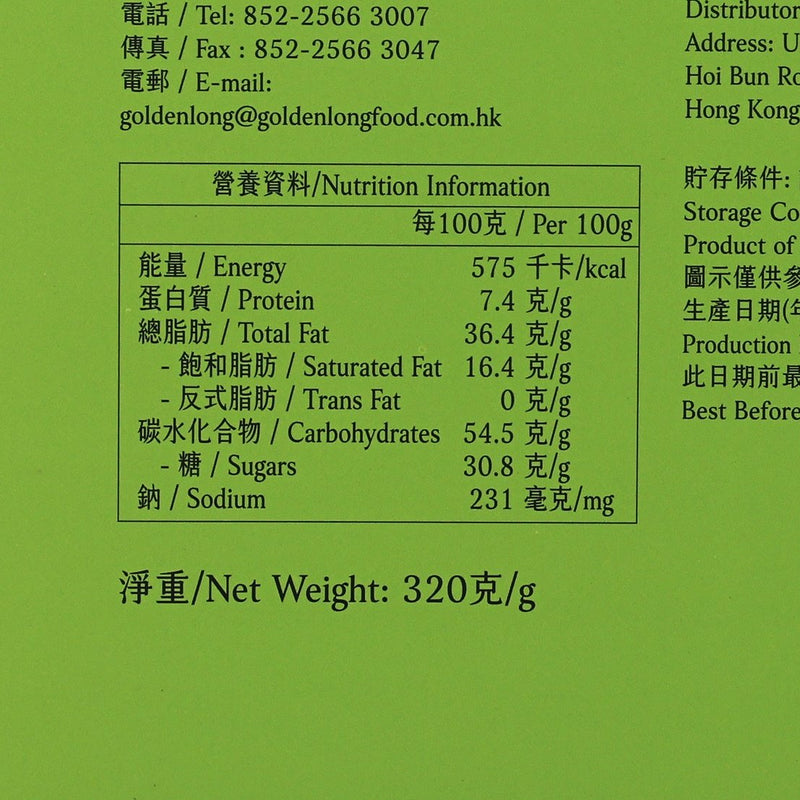 電話 / Tel: 852-2566 3007
傳真 / Fax : 852-2566 3047
電郵 / E-mail:
goldenlong@goldenlongfood.com.hk
營養資料/Nutrition Information
每100克 / Per 100g
能量 / Energy 575 千卡/kcal
蛋白質 / Protein 7.4 克/g
總脂肪 / Total Fat 36.4 克/g
- 飽和脂肪 / Saturated Fat 16.4 克/g
- 反式脂肪 / Trans Fat 0 克/g
碳水化合物 / Carbohydrates 54.5 克/g
- 糖 / Sugars 30.8 克/g
鈉 / Sodium 231 毫克/mg
淨重/Net Weight: 320克/g
Distributor
Address: U
Hoi Bun Ro
Hong Kong
貯存條件:
Storage Co
Product of
圖示僅供參
生產日期(年
Production
此日期前最
Best Before